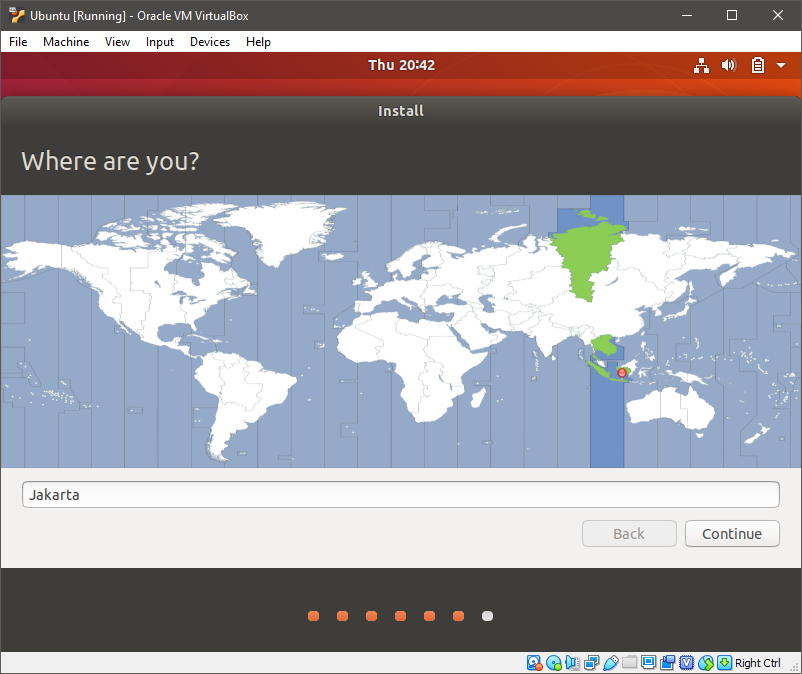 Ubuntu [Running] - Oracle VM VirtualBox
File Machine View Input Devices Help
Thu 20:42
Install
Where are you?
Jakarta
Back Continue
Right Ctrl